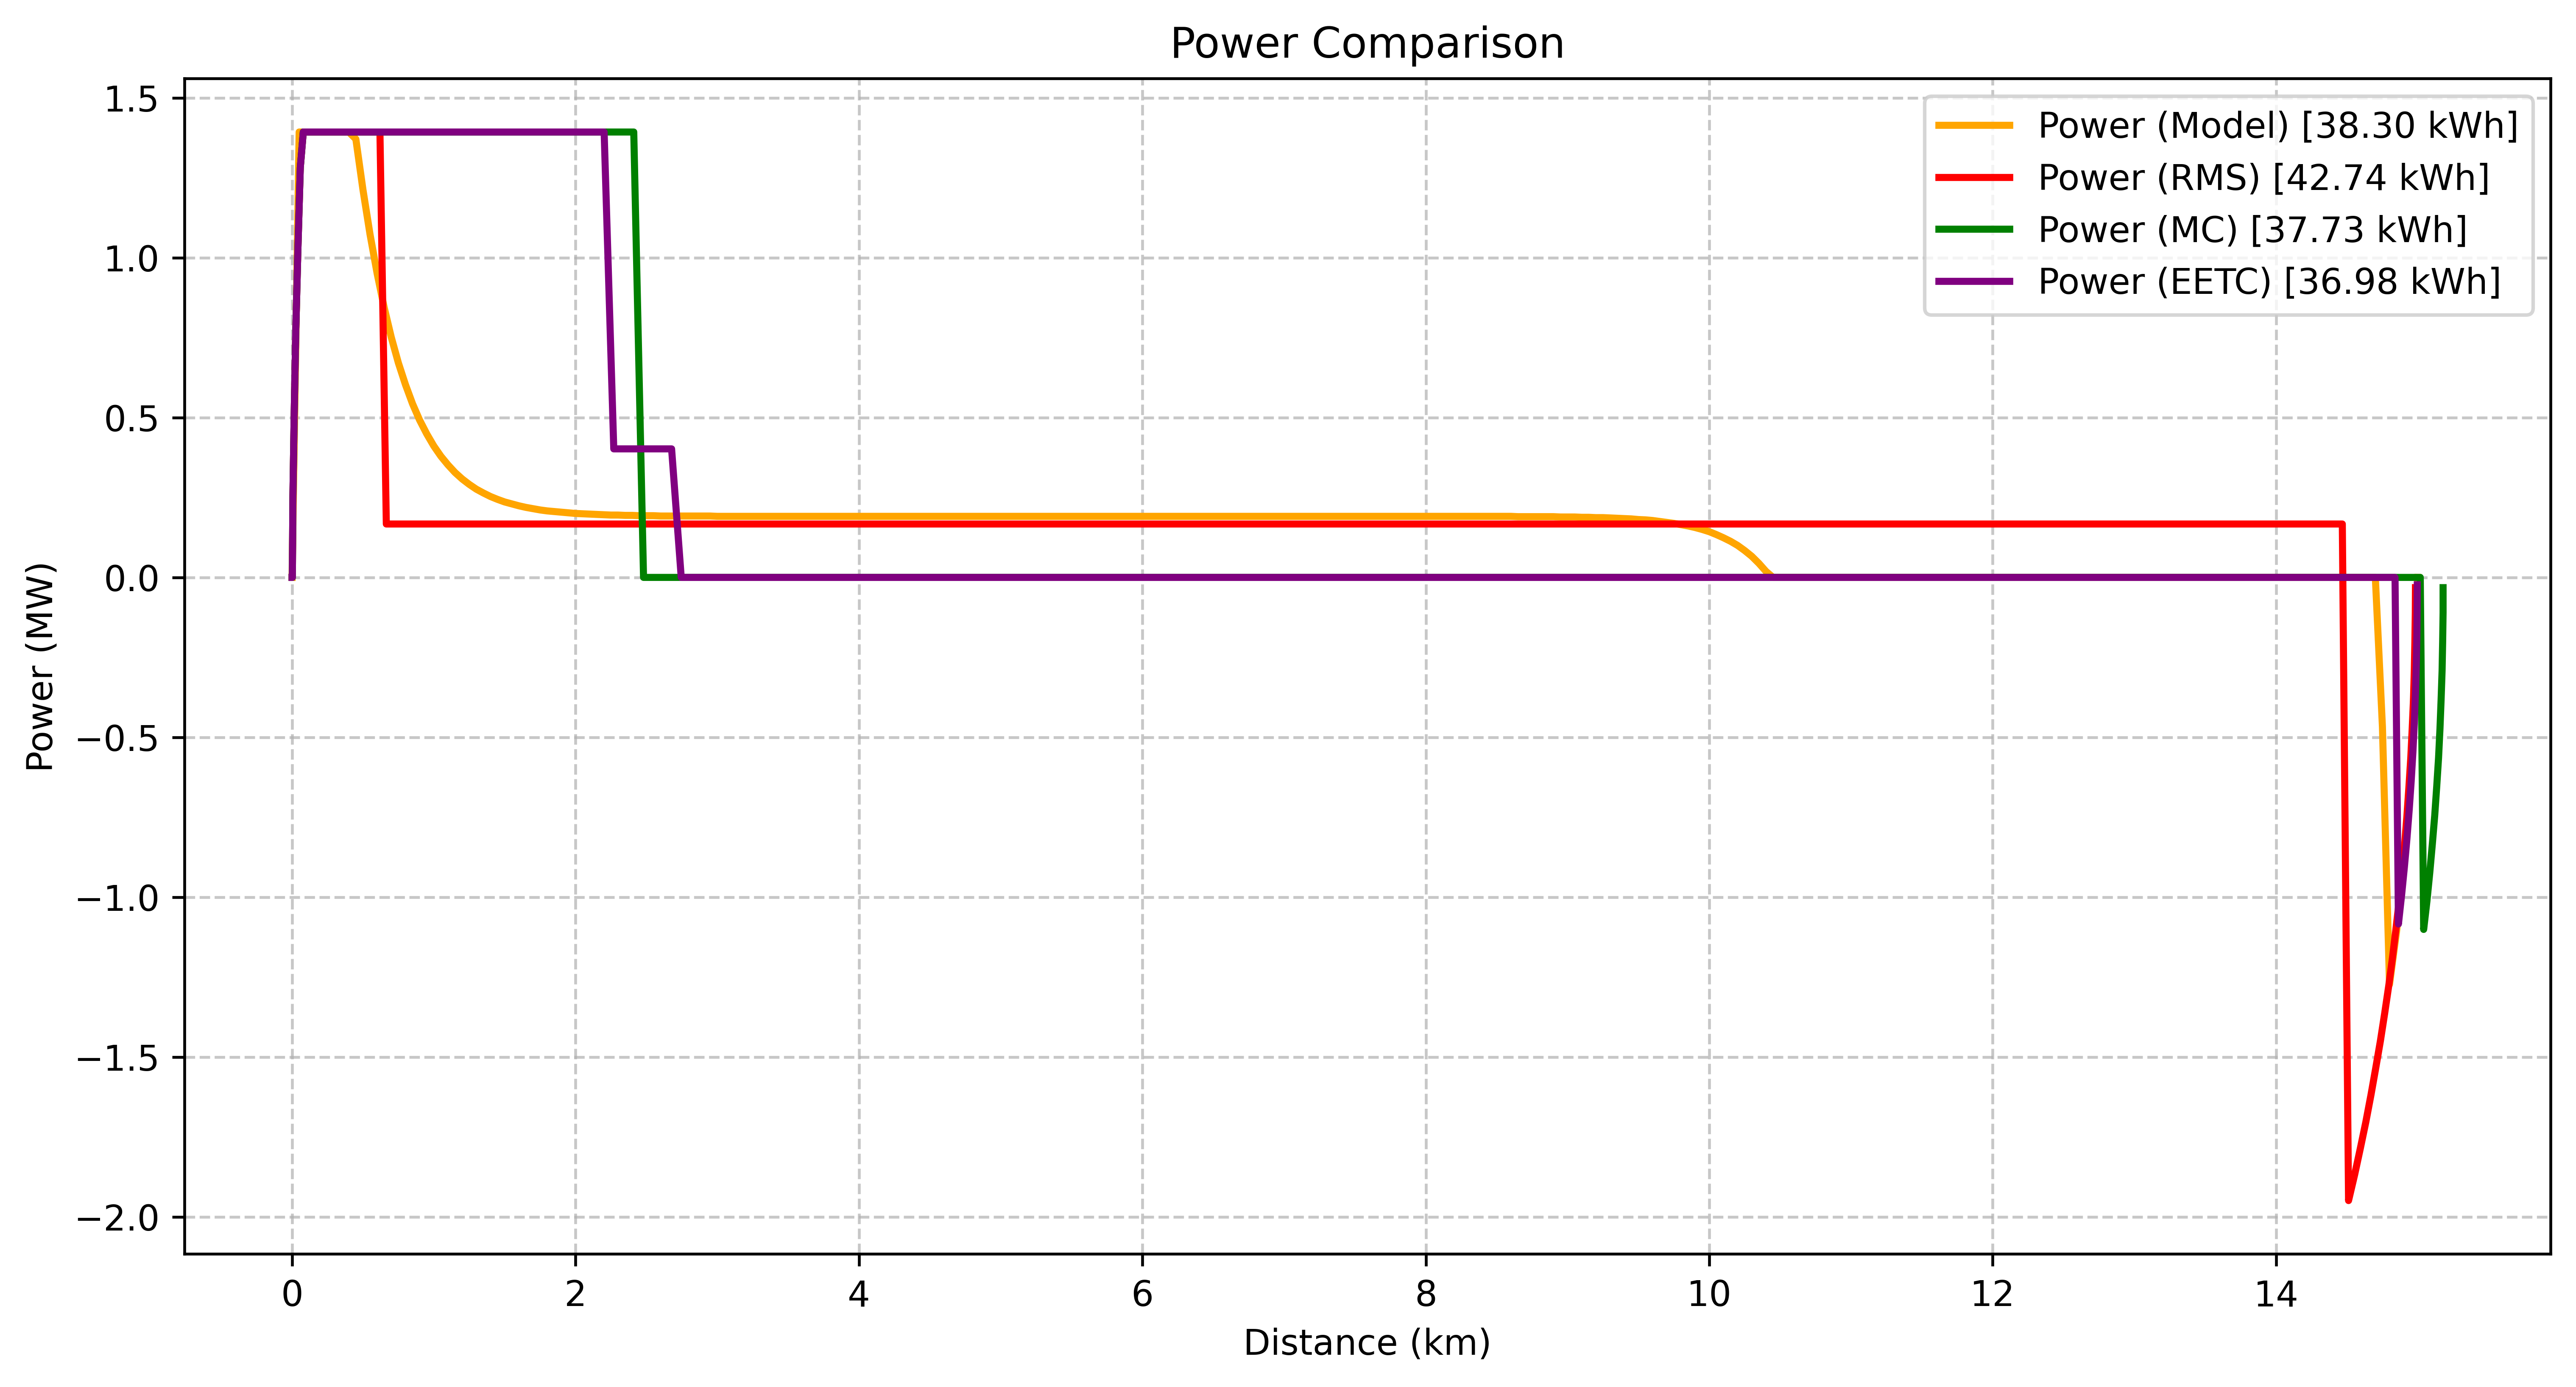 Power Comparison
Power (Model) [38.30 kWh]
Power (RMS) [42.74 kWh]
Power (MC) [37.73 kWh]
Power (EETC) [36.98 kWh]
Power (MW)
1.5
1.0
0.5
0.0
−0.5
−1.0
−1.5
−2.0
0 2 4 6 8 10 12 14
Distance (km)